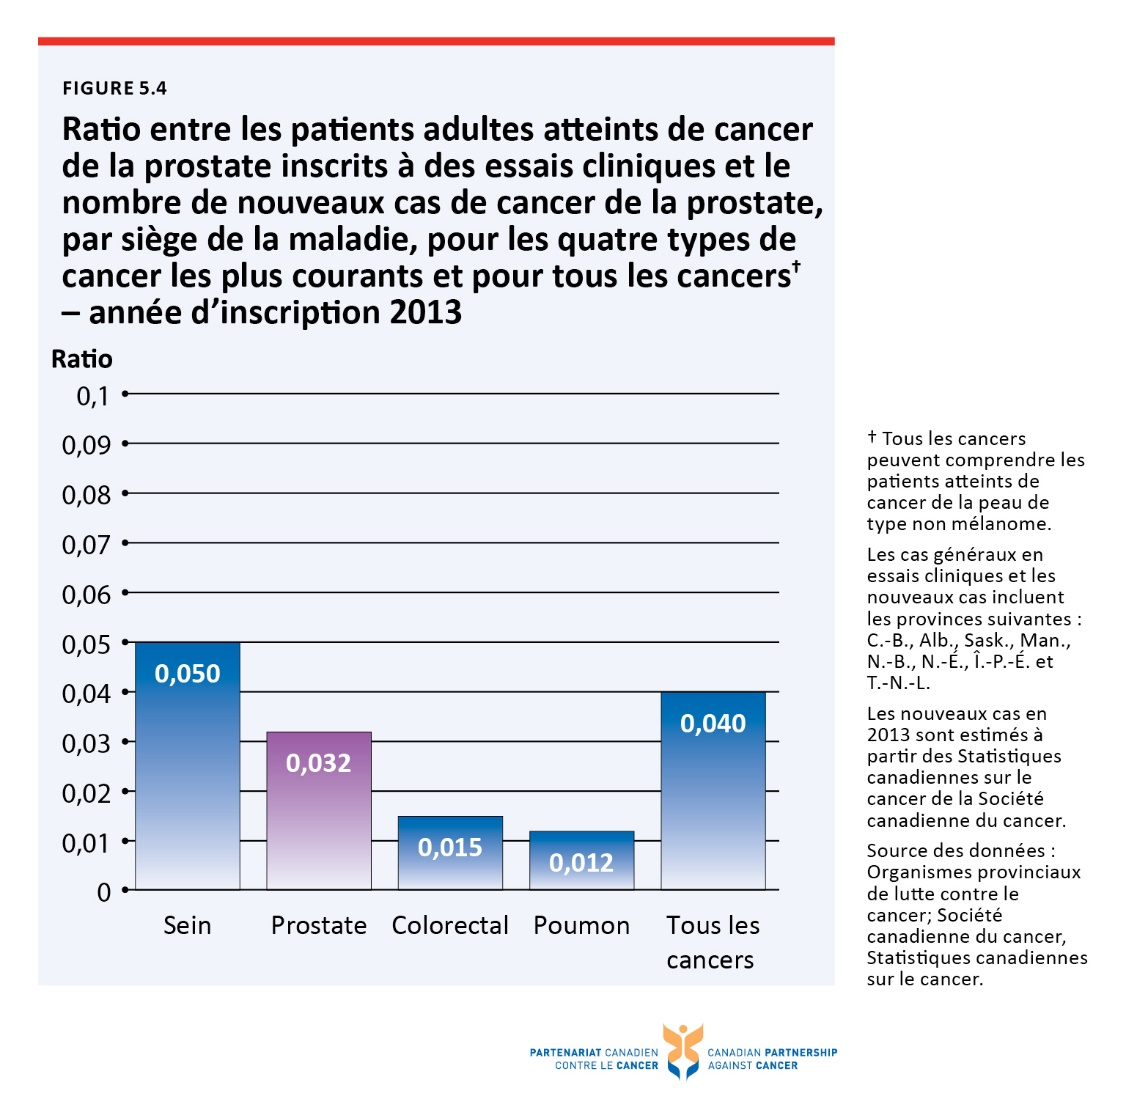 FIGURE 5.4
Ratio entre les patients adultes atteints de cancer
de la prostate inscrits à des essais cliniques et le
nombre de nouveaux cas de cancer de la prostate,
par siège de la maladie, pour les quatre types de
cancer les plus courants et pour tous les cancers†
– année d’inscription 2013
Ratio
0,1
0,09
0,08
0,07
0,06
0,05
0,04
0,03
0,02
0,01
0
0,050
0,032
0,015
0,012
0,040
Sein
Prostate
Colorectal
Poumon
Tous les
cancers
† Tous les cancers
peuvent comprendre les
patients atteints de
cancer de la peau de
type non mélanome.
Les cas généraux en
essais cliniques et les
nouveaux cas incluent
les provinces suivantes :
C.-B., Alb., Sask., Man.,
N.-B., N.-É., Î.-P.-É. et
T.-N.-L.
Les nouveaux cas en
2013 sont estimés à
partir des Statistiques
canadiennes sur le
cancer de la Société
canadienne du cancer.
Source des données :
Organismes provinciaux
de lutte contre le
cancer; Société
canadienne du cancer,
Statistiques canadiennes
sur le cancer.
PARTENARIAT CANADIEN
CONTRE LE CANCER
CANADIAN PARTNERSHIP
AGAINST CANCER